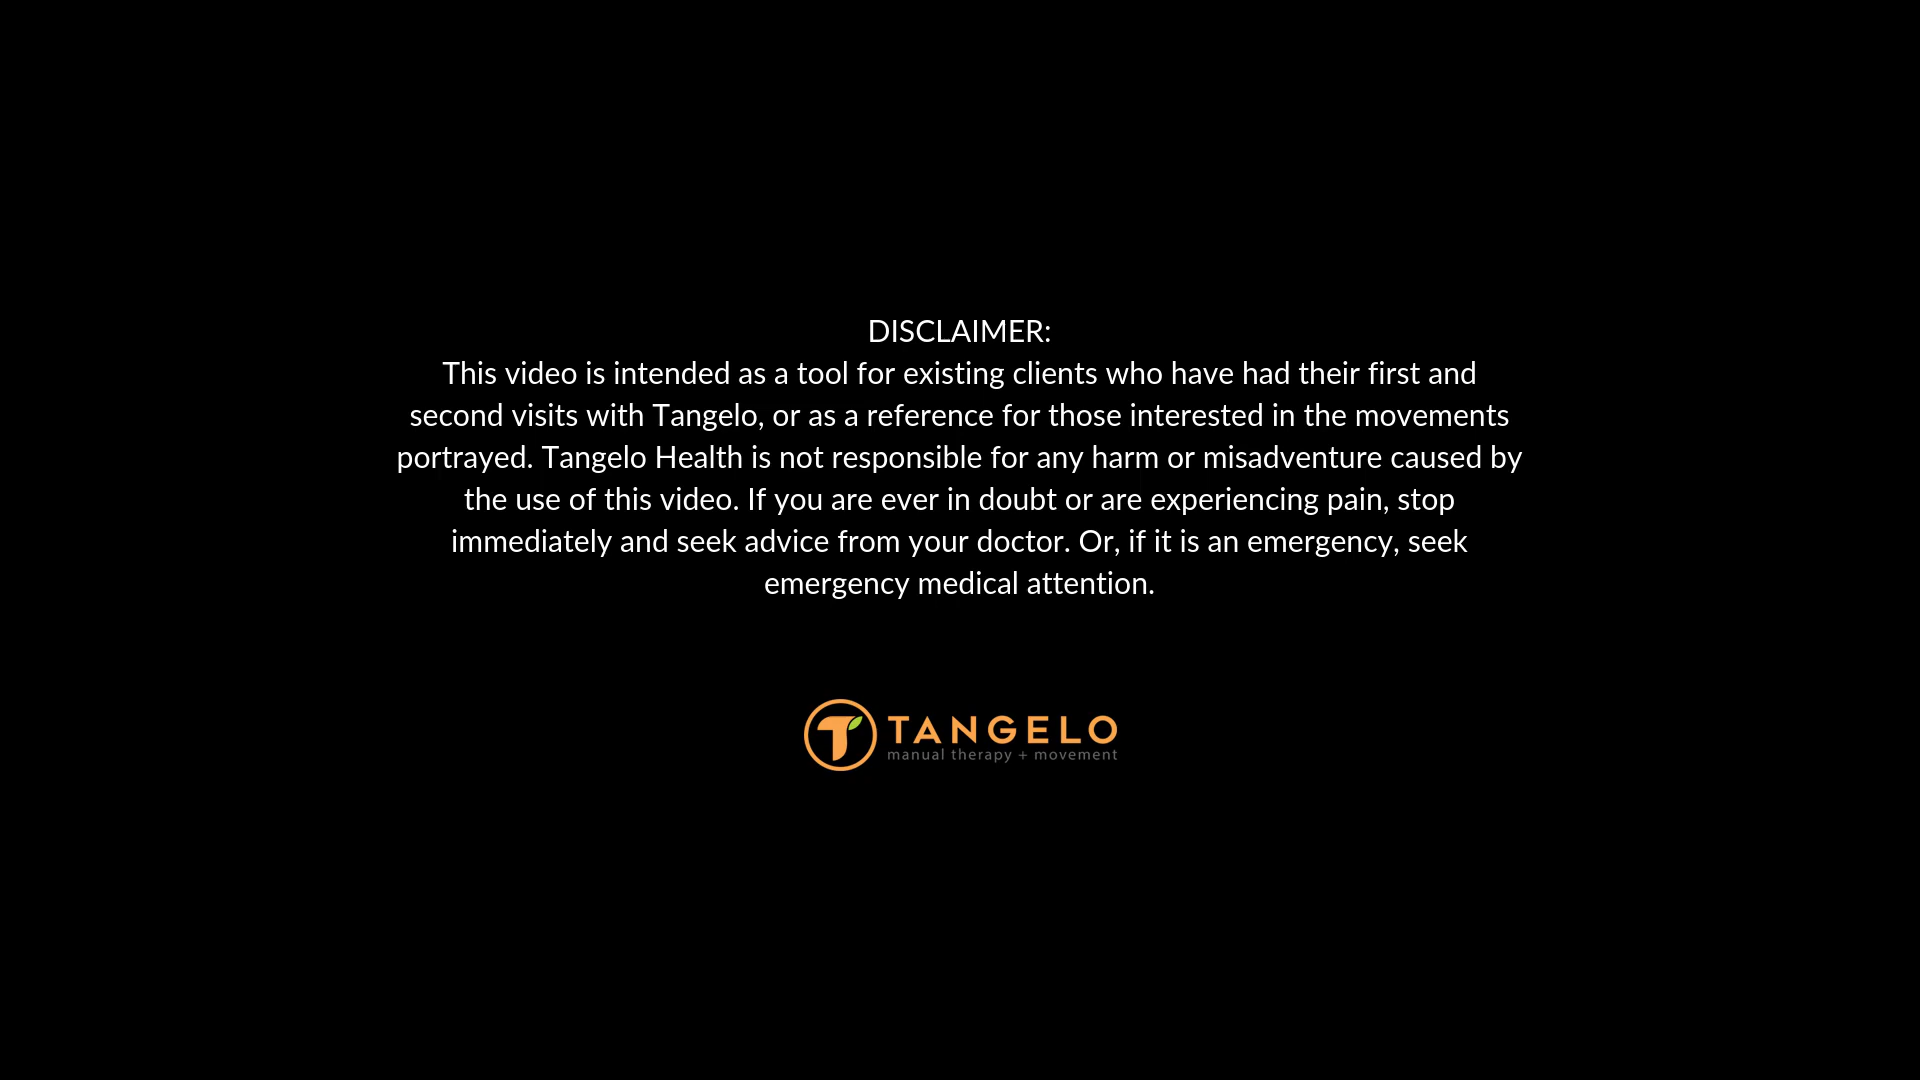 DISCLAIMER:
This video is intended as a tool for existing clients who have had their first and
second visits with Tangelo, or as a reference for those interested in the movements
portrayed. Tangelo Health is not responsible for any harm or misadventure caused by
the use of this video. If you are ever in doubt or are experiencing pain, stop
immediately and seek advice from your doctor. Or, if it is an emergency, seek
emergency medical attention.
TANGELO
manual therapy + movement